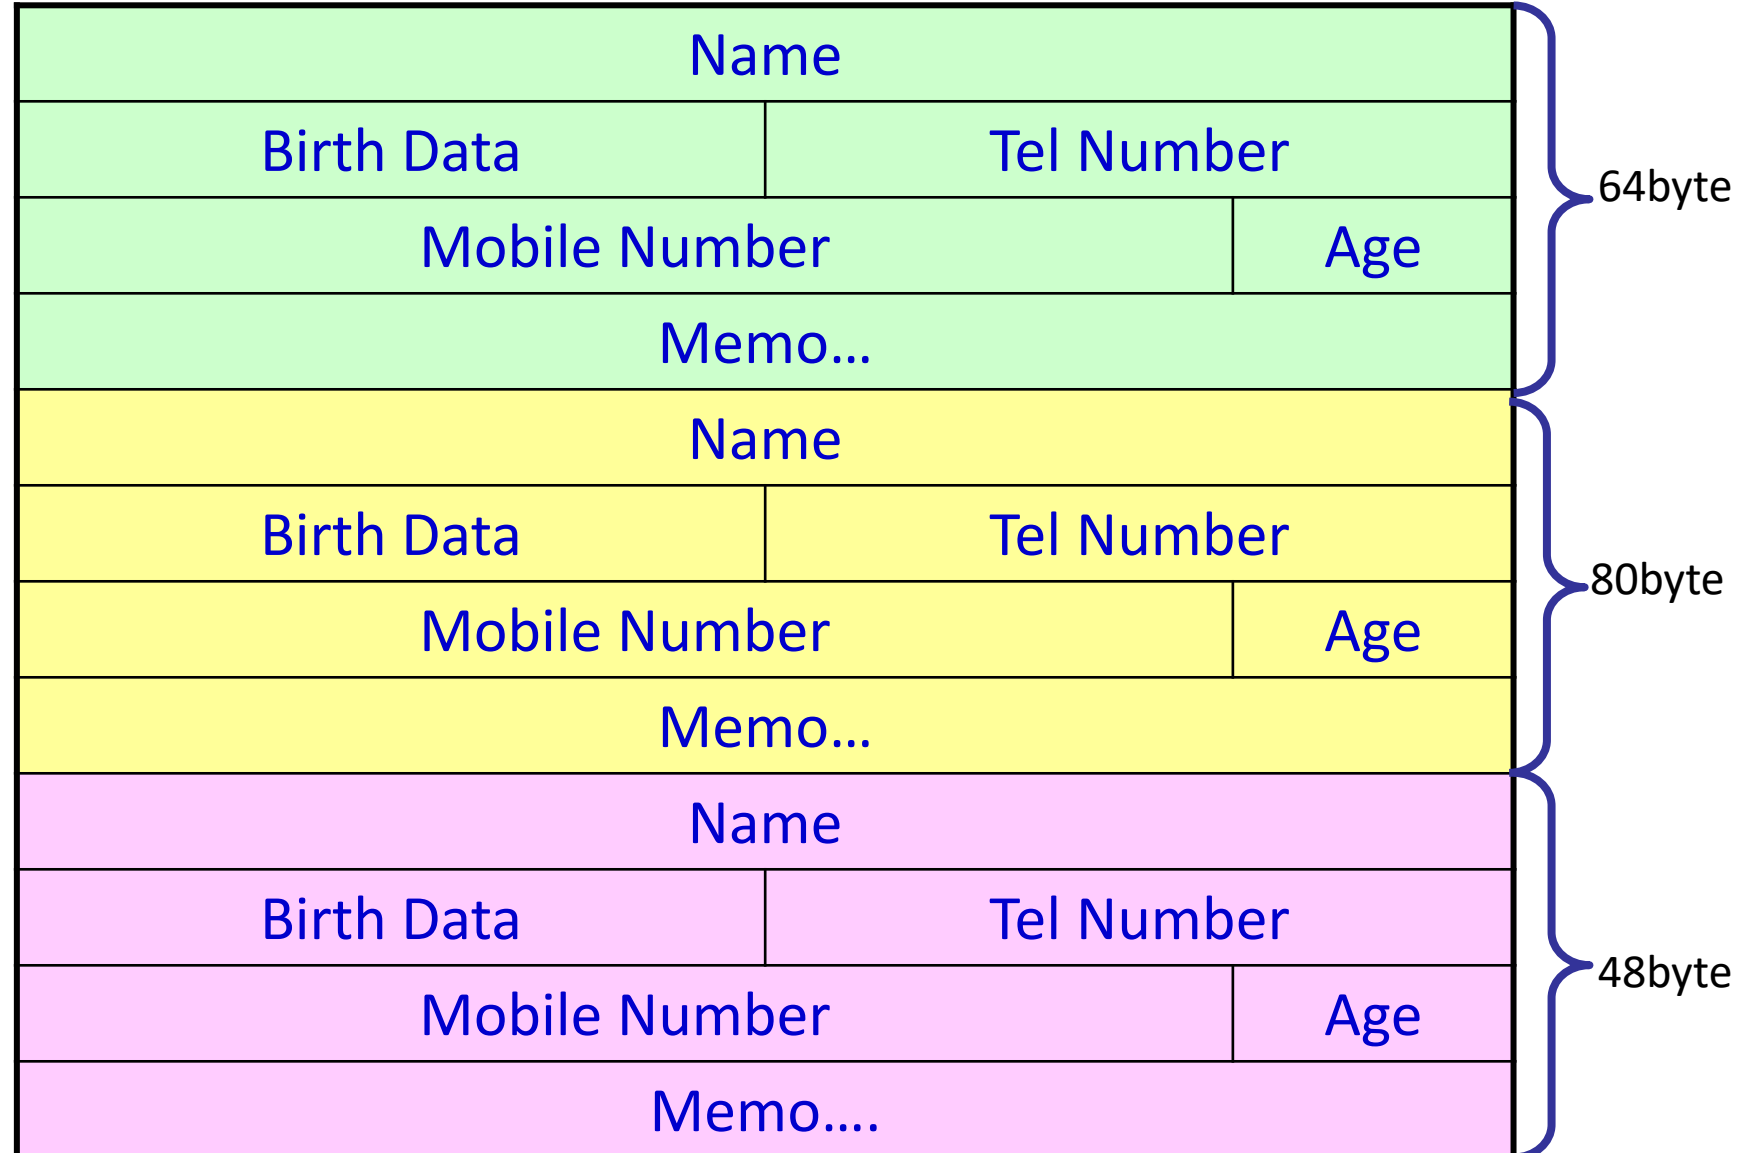 Name
Birth Data Tel Number
64byte
Mobile Number Age
Memo...
Name
Birth Data Tel Number
80byte
Mobile Number Age
Memo...
Name
Birth Data Tel Number
48byte
Mobile Number Age
Memo....